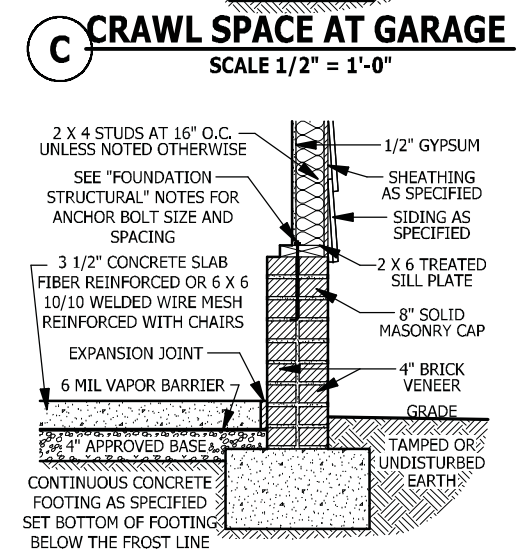 C
CRAWL SPACE AT GARAGE
SCALE 1/2" = 1'-0"
2 X 4 STUDS AT 16" O.C.
UNLESS NOTED OTHERWISE
SEE "FOUNDATION
STRUCTURAL" NOTES FOR
ANCHOR BOLT SIZE AND
SPACING
3 1/2" CONCRETE SLAB
FIBER REINFORCED OR 6 X 6
10/10 WELDED WIRE MESH
REINFORCED WITH CHAIRS
EXPANSION JOINT
6 MIL VAPOR BARRIER
4" APPROVED BASE
CONTINUOUS CONCRETE
FOOTING AS SPECIFIED
SET BOTTOM OF FOOTING
BELOW THE FROST LINE
1/2" GYPSUM
SHEATHING
AS SPECIFIED
SIDING AS
SPECIFIED
2 X 6 TREATED
SILL PLATE
8" SOLID
MASONRY CAP
4" BRICK
VENEER
GRADE
TAMPED OR
UNDISTURBED
EARTH